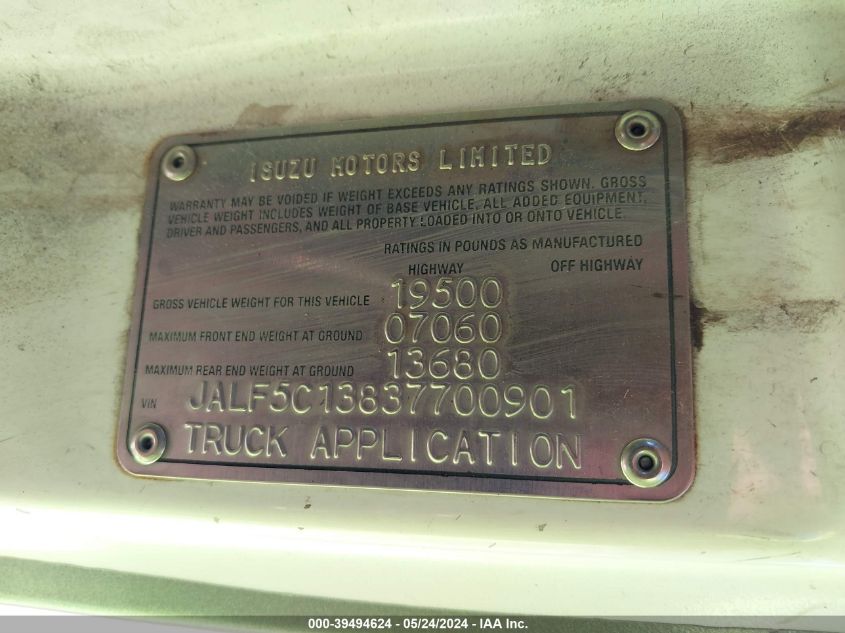 ISUZU MOTORS LIMITED
WARRANTY MAY BE VOIDED IF WEIGHT EXCEEDS ANY RATINGS SHOWN. GROSS
VEHICLE WEIGHT INCLUDES WEIGHT OF BASE VEHICLE, ALL ADDED EQUIPMENT,
DRIVER AND PASSENGERS, AND ALL PROPERTY LOADED INTO OR ONTO VEHICLE.
RATINGS IN POUNDS AS MANUFACTURED
HIGHWAY OFF HIGHWAY
GROSS VEHICLE WEIGHT FOR THIS VEHICLE 19500
MAXIMUM FRONT END WEIGHT AT GROUND 07060
MAXIMUM REAR END WEIGHT AT GROUND 13680
VIN JALF5C13837700901
TRUCK APPLICATION
000-39494624 - 05/24/2024 - IAA Inc.